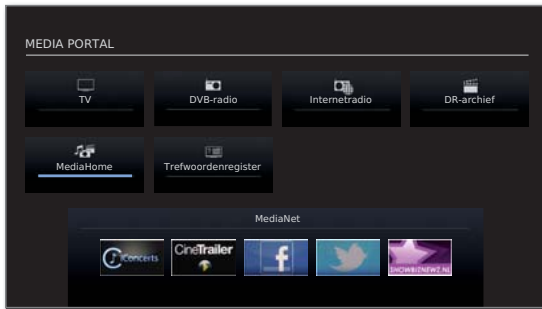 MEDIA PORTAL
TV
DVB-radio
Internetradio
DR-archief
MediaHome
Trefwoordenregister
MediaNet
iConcerts
CineTrailer
f
SHOWBIZNEWZ.NL